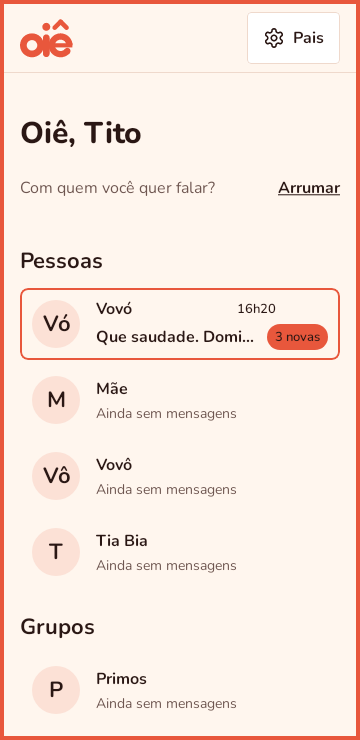 oiê
Pais
Oiê, Tito
Com quem você quer falar?
Arrumar
Pessoas
Vó
Vovó
16h20
Que saudade. Domi...
3 novas
M
Mãe
Ainda sem mensagens
Vô
Vovô
Ainda sem mensagens
T
Tia Bia
Ainda sem mensagens
Grupos
P
Primos
Ainda sem mensagens